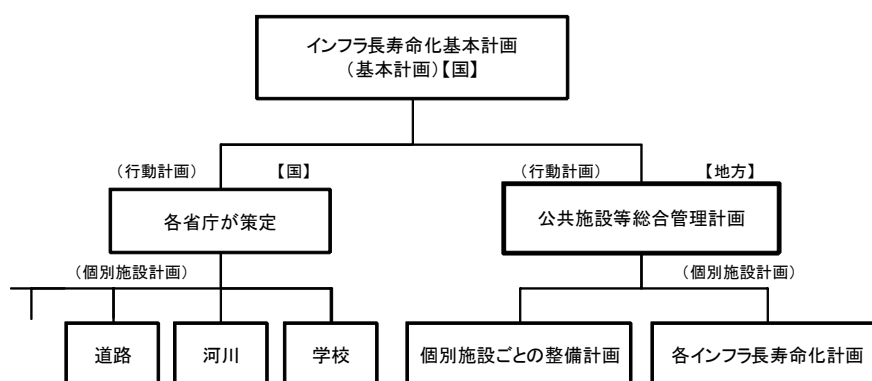 インフラ長寿命化基本計画
(基本計画)【国】
(行動計画)
【国】
(行動計画)
【地方】
各省庁が策定
公共施設等総合管理計画
(個別施設計画)
(個別施設計画)
道路
河川
学校
個別施設ごとの整備計画
各インフラ長寿命化計画